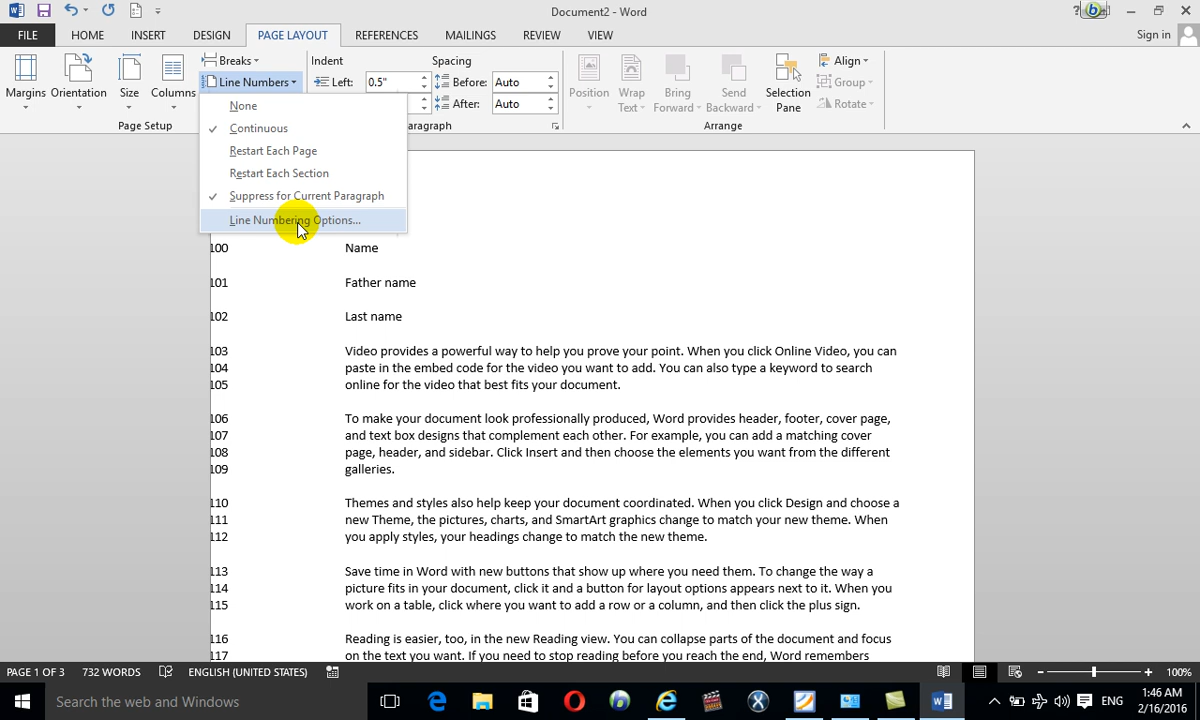 Document2 - Word
?
FILE HOME INSERT DESIGN PAGE LAYOUT REFERENCES MAILINGS REVIEW VIEW Sign in
Margins Orientation Size Columns
Breaks
Line Numbers
Page Setup
Indent
Left: 0.5"
Spacing
Before: Auto
After: Auto
aragraph
Position
Wrap Text
Bring Forward
Send Backward
Selection Pane
Align
Group
Rotate
Arrange
None
Continuous
Restart Each Page
Restart Each Section
Suppress for Current Paragraph
Line Numbering Options...
100 Name
101 Father name
102 Last name
103 Video provides a powerful way to help you prove your point. When you click Online Video, you can
104 paste in the embed code for the video you want to add. You can also type a keyword to search
105 online for the video that best fits your document.
106 To make your document look professionally produced, Word provides header, footer, cover page,
107 and text box designs that complement each other. For example, you can add a matching cover
108 page, header, and sidebar. Click Insert and then choose the elements you want from the different
109 galleries.
110 Themes and styles also help keep your document coordinated. When you click Design and choose a
111 new Theme, the pictures, charts, and SmartArt graphics change to match your new theme. When
112 you apply styles, your headings change to match the new theme.
113 Save time in Word with new buttons that show up where you need them. To change the way a
114 picture fits in your document, click it and a button for layout options appears next to it. When you
115 work on a table, click where you want to add a row or a column, and then click the plus sign.
116 Reading is easier, too, in the new Reading view. You can collapse parts of the document and focus
117 on the text you want. If you need to stop reading before you reach the end, Word remembers
PAGE 1 OF 3 732 WORDS ENGLISH (UNITED STATES) 100%
Search the web and Windows
ENG
1:46 AM
2/16/2016